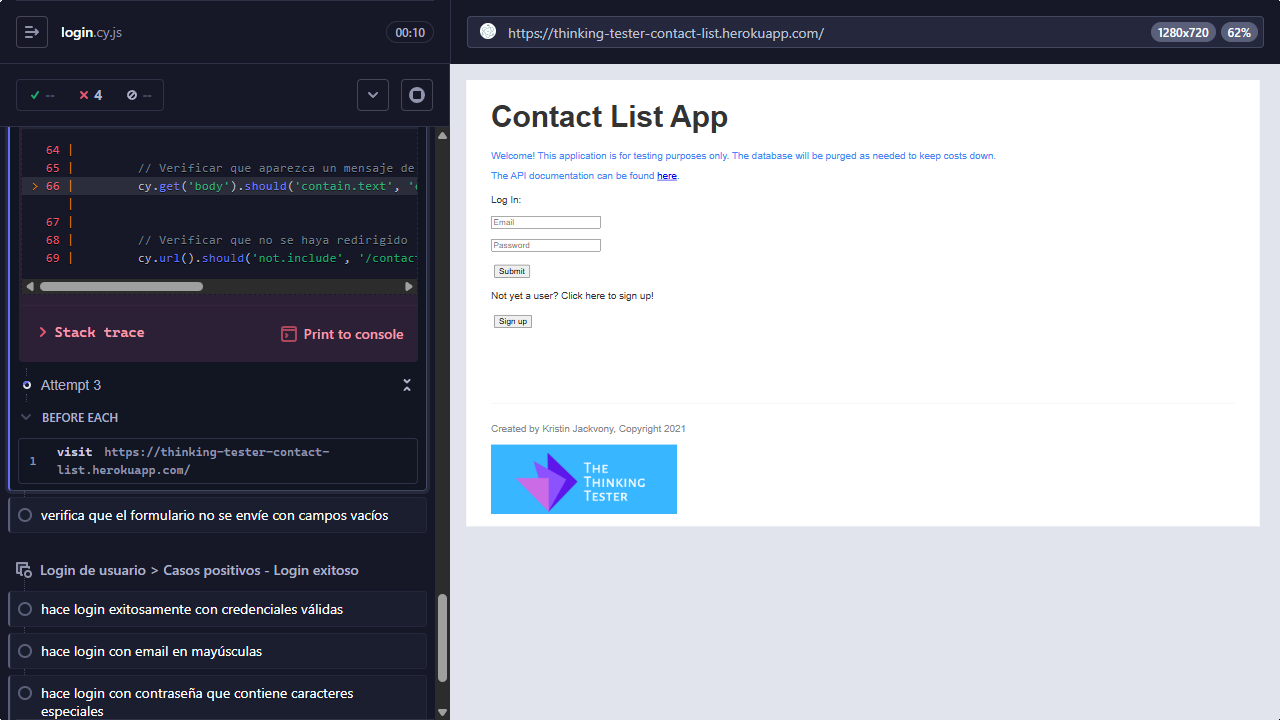 login.cy.js
00:10
https://thinking-tester-contact-list.herokuapp.com/
1280x720
62%
--
4
--
64 |
65 | // Verificar que aparezca un mensaje de
> 66 | cy.get('body').should('contain.text', '
|
67 |
68 | // Verificar que no se haya redirigido
69 | cy.url().should('not.include', '/contac
> Stack trace
Print to console
Attempt 3
BEFORE EACH
1 visit https://thinking-tester-contact-
list.herokuapp.com/
verifica que el formulario no se envíe con campos vacíos
Login de usuario > Casos positivos - Login exitoso
hace login exitosamente con credenciales válidas
hace login con email en mayúsculas
hace login con contraseña que contiene caracteres
especiales
Contact List App
Welcome! This application is for testing purposes only. The database will be purged as needed to keep costs down.
The API documentation can be found here.
Log In:
Email
Password
Submit
Not yet a user? Click here to sign up!
Sign up
Created by Kristin Jackvony, Copyright 2021
THE
THINKING
TESTER